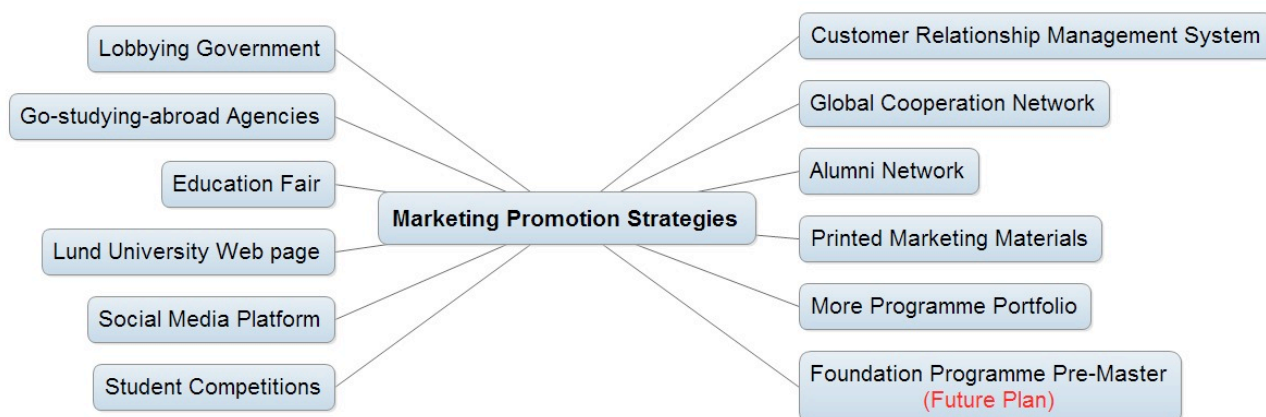 Lobbying Government
Go-studying-abroad Agencies
Education Fair
Lund University Web page
Social Media Platform
Student Competitions
Marketing Promotion Strategies
Customer Relationship Management System
Global Cooperation Network
Alumni Network
Printed Marketing Materials
More Programme Portfolio
Foundation Programme Pre-Master
(Future Plan)